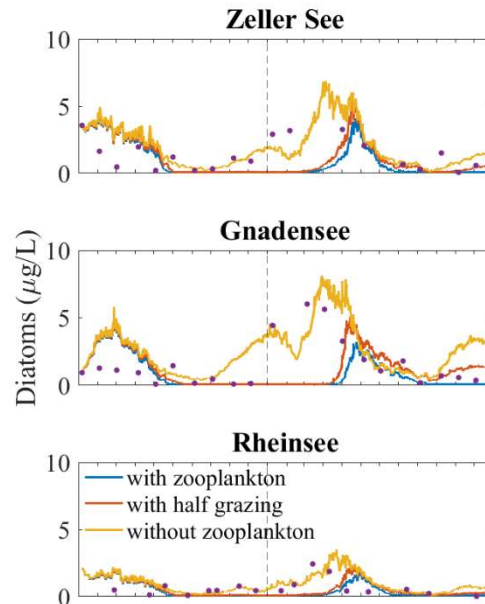 Zeller See
10
5
0
Gnadensee
10
5
0
Diatoms (μg/L)
Rheinsee
10
5
0
with zooplankton
with half grazing
without zooplankton